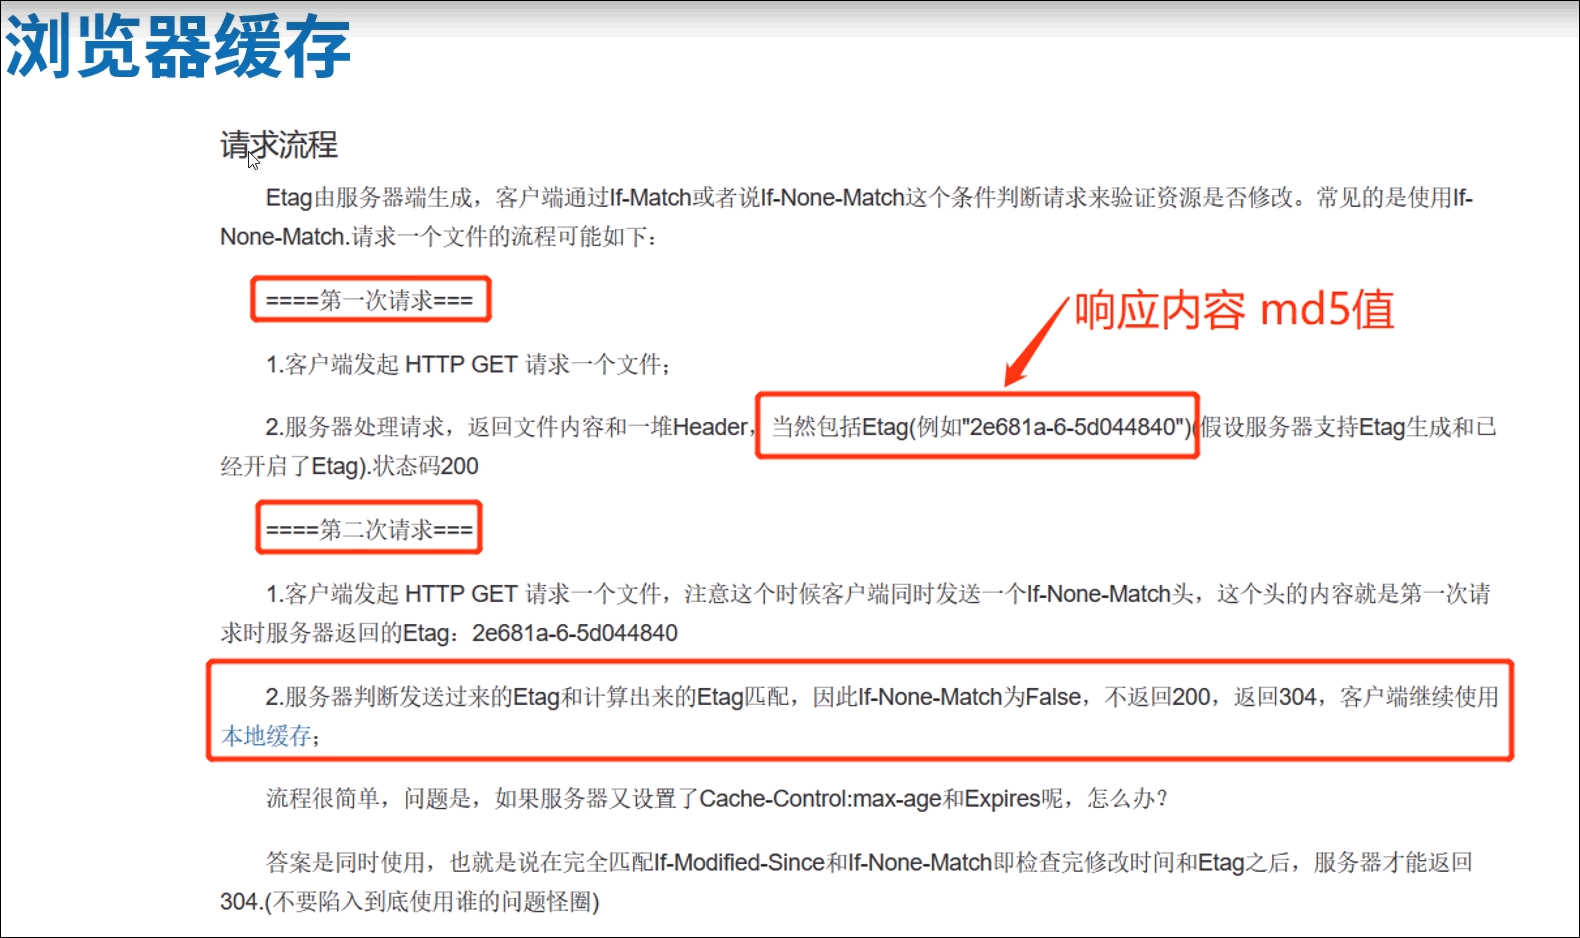 浏览器缓存
请求流程
Etag由服务器端生成，客户端通过If-Match或者说If-None-Match这个条件判断请求来验证资源是否修改。常见的是使用If-
None-Match.请求一个文件的流程可能如下：
====第一次请求===
响应内容 md5值
1.客户端发起 HTTP GET 请求一个文件；
2.服务器处理请求，返回文件内容和一堆Header，当然包括Etag(例如"2e681a-6-5d044840")(假设服务器支持Etag生成和已
经开启了Etag).状态码200
====第二次请求===
1.客户端发起 HTTP GET 请求一个文件，注意这个时候客户端同时发送一个If-None-Match头，这个头的内容就是第一次请
求时服务器返回的Etag：2e681a-6-5d044840
2.服务器判断发送过来的Etag和计算出来的Etag匹配，因此If-None-Match为False，不返回200，返回304，客户端继续使用
本地缓存；
流程很简单，问题是，如果服务器又设置了Cache-Control:max-age和Expires呢，怎么办？
答案是同时使用，也就是说在完全匹配If-Modified-Since和If-None-Match即检查完修改时间和Etag之后，服务器才能返回
304.(不要陷入到底使用谁的问题怪圈)